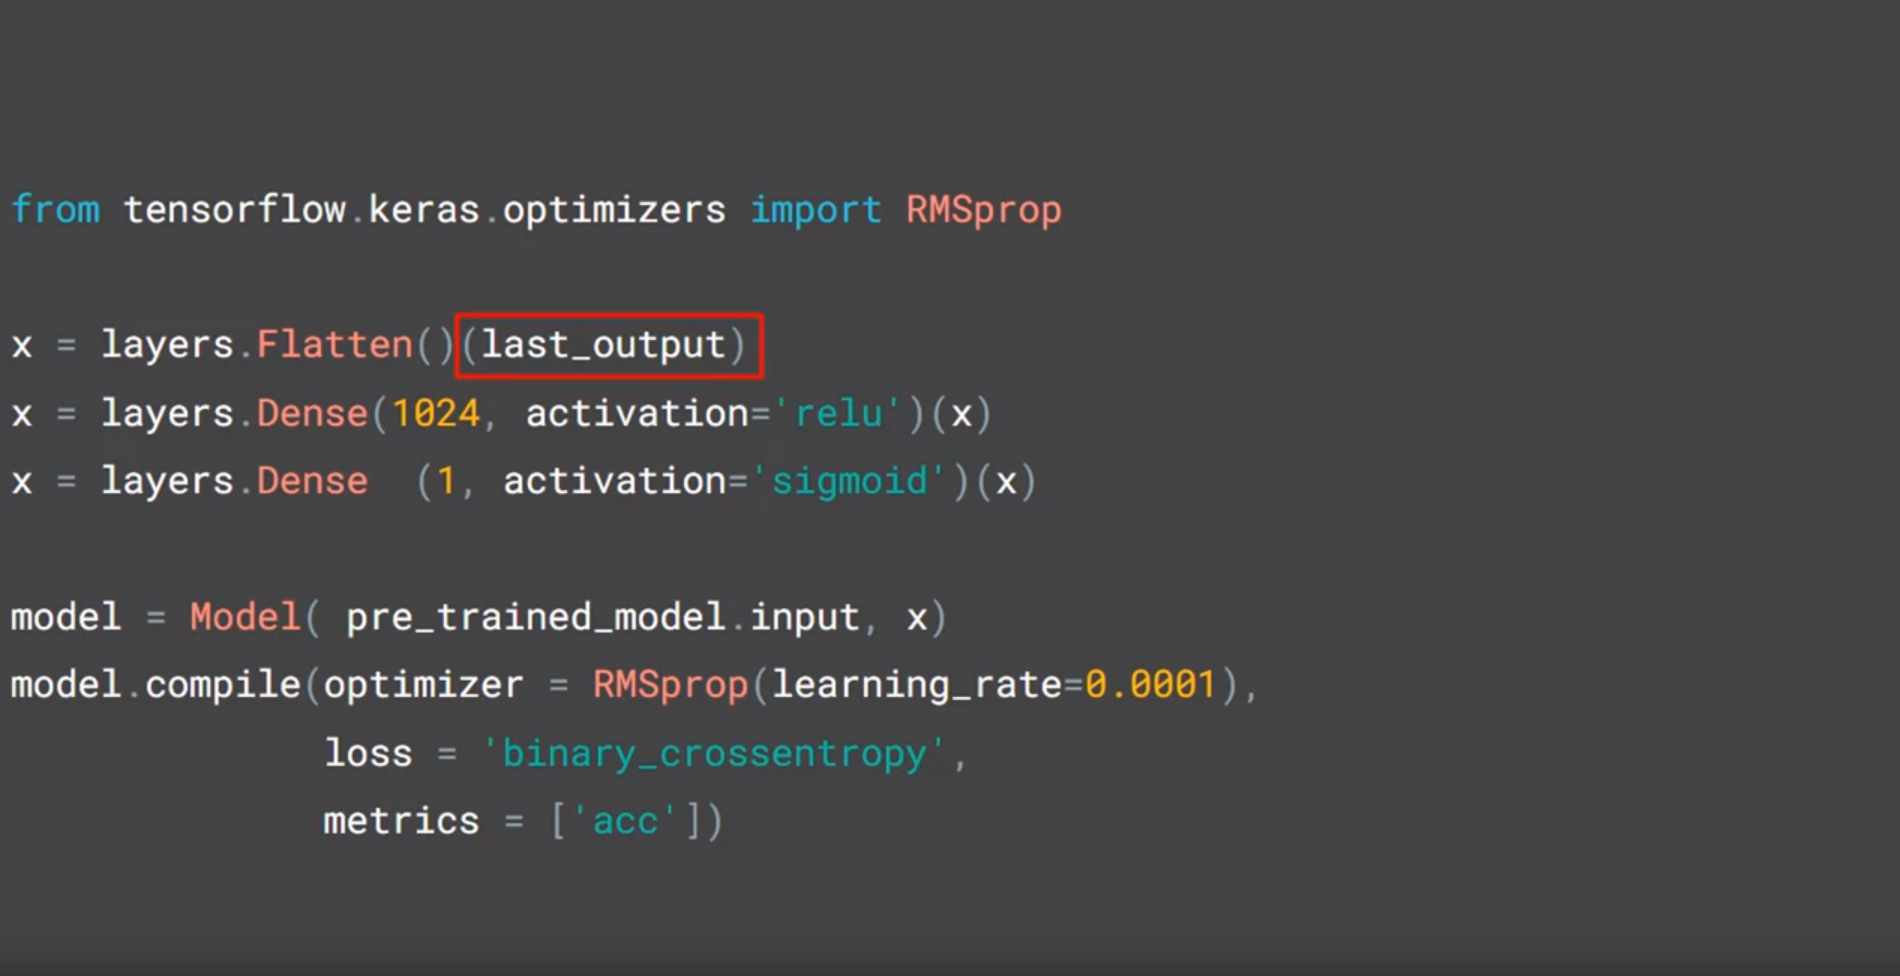 from tensorflow.keras.optimizers import RMSprop
x = layers.Flatten()(last_output)
x = layers.Dense(1024, activation='relu')(x)
x = layers.Dense  (1, activation='sigmoid')(x)
model = Model( pre_trained_model.input, x)
model.compile(optimizer = RMSprop(learning_rate=0.0001),
loss = 'binary_crossentropy',
metrics = ['acc'])